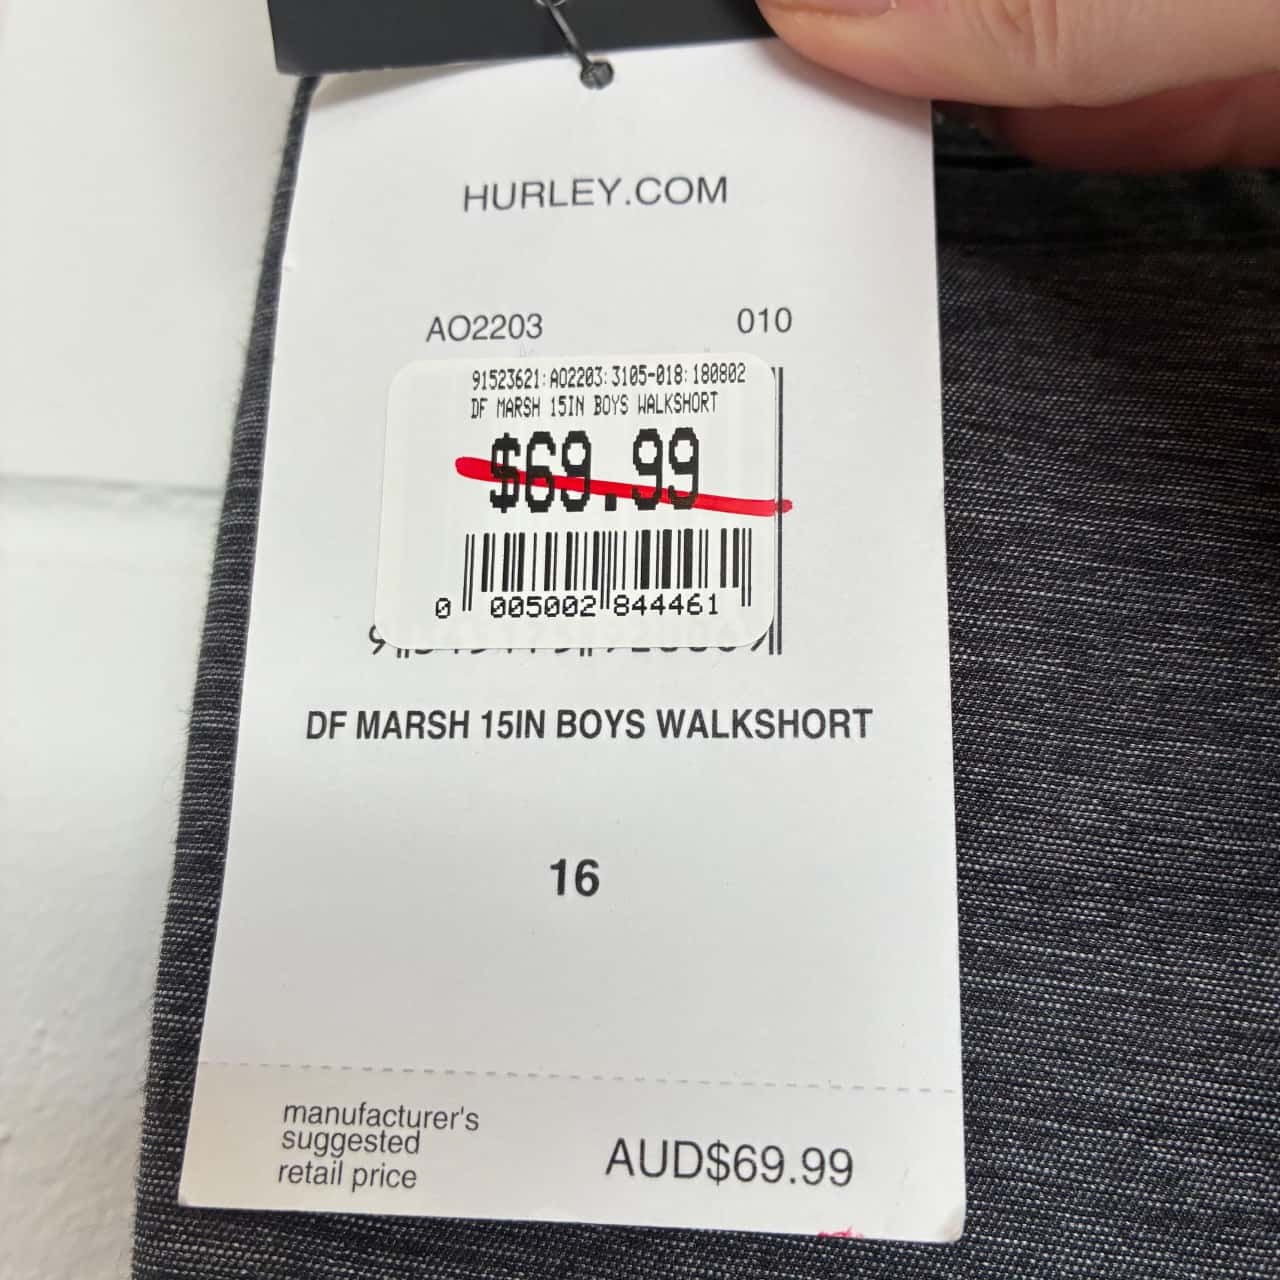 HURLEY.COM
AO2203 010
91523621:AO2203:3105-018:180802
DF MARSH 15IN BOYS WALKSHORT
$69.99
0 005002 844461
DF MARSH 15IN BOYS WALKSHORT
16
manufacturer's
suggested
retail price
AUD$69.99